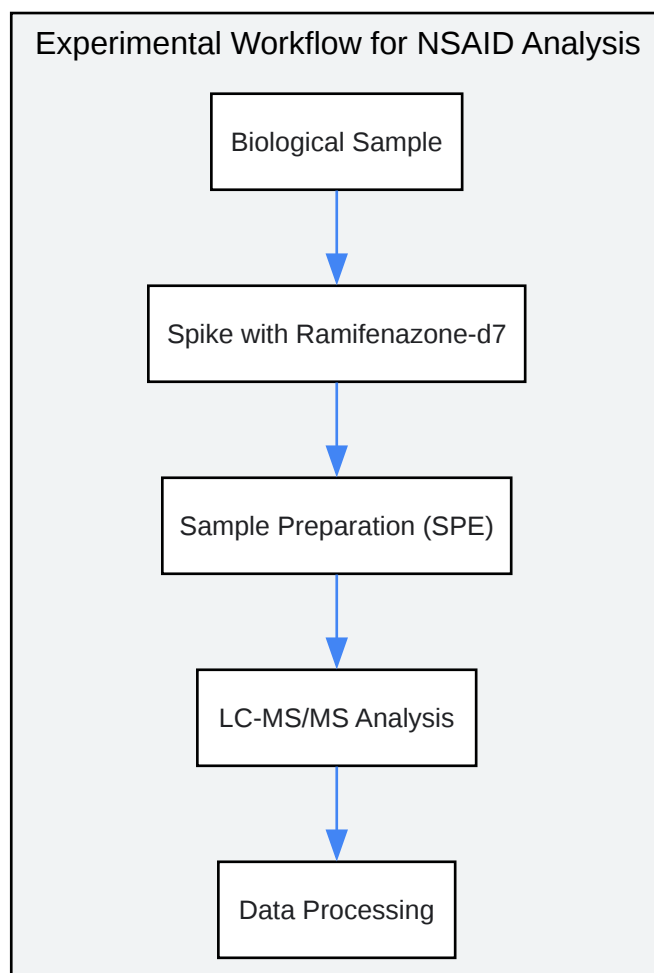 Experimental Workflow for NSAID Analysis
Biological Sample
Spike with Ramifenazone-d7
Sample Preparation (SPE)
LC-MS/MS Analysis
Data Processing